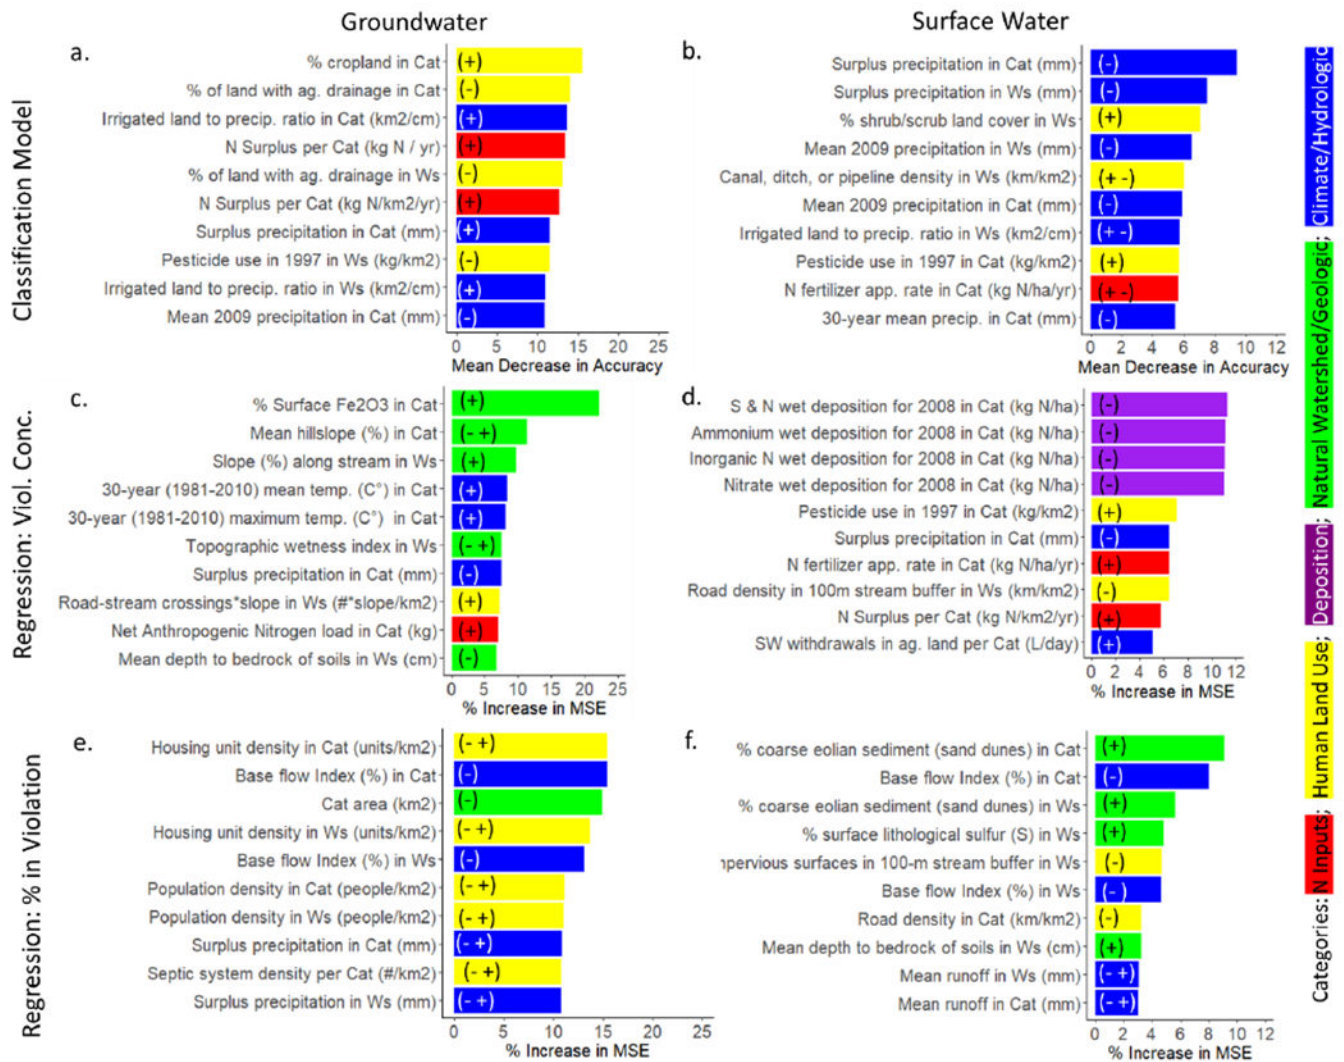 Groundwater
Surface Water
Classification Model
a.
% cropland in Cat (+)
% of land with ag. drainage in Cat (-)
Irrigated land to precip. ratio in Cat (km2/cm) (+)
N Surplus per Cat (kg N / yr) (+)
% of land with ag. drainage in Ws (-)
N Surplus per Cat (kg N/km2/yr) (+)
Surplus precipitation in Cat (mm) (+)
Pesticide use in 1997 in Ws (kg/km2) (-)
Irrigated land to precip. ratio in Ws (km2/cm) (+)
Mean 2009 precipitation in Cat (mm) (-)
0 5 10 15 20 25
Mean Decrease in Accuracy
b.
Surplus precipitation in Cat (mm) (-)
Surplus precipitation in Ws (mm) (-)
% shrub/scrub land cover in Ws (+)
Mean 2009 precipitation in Ws (mm) (-)
Canal, ditch, or pipeline density in Ws (km/km2) (+ -)
Mean 2009 precipitation in Cat (mm) (-)
Irrigated land to precip. ratio in Ws (km2/cm) (+ -)
Pesticide use in 1997 in Cat (kg/km2) (+)
N fertilizer app. rate in Cat (kg N/ha/yr) (+ -)
30-year mean precip. in Cat (mm) (-)
0 2 4 6 8 10 12
Mean Decrease in Accuracy
Regression: Viol. Conc.
c.
% Surface Fe2O3 in Cat (+)
Mean hillslope (%) in Cat (- +)
Slope (%) along stream in Ws (+)
30-year (1981-2010) mean temp. (C°) in Cat (+)
30-year (1981-2010) maximum temp. (C°) in Cat (+)
Topographic wetness index in Ws (- +)
Surplus precipitation in Cat (mm) (-)
Road-stream crossings*slope in Ws (#*slope/km2) (+)
Net Anthropogenic Nitrogen load in Cat (kg) (+)
Mean depth to bedrock of soils in Ws (cm) (-)
0 5 10 15 20 25
% Increase in MSE
d.
S & N wet deposition for 2008 in Cat (kg N/ha) (-)
Ammonium wet deposition for 2008 in Cat (kg N/ha) (-)
Inorganic N wet deposition for 2008 in Cat (kg N/ha) (-)
Nitrate wet deposition for 2008 in Cat (kg N/ha) (-)
Pesticide use in 1997 in Cat (kg/km2) (+)
Surplus precipitation in Cat (mm) (-)
N fertilizer app. rate in Cat (kg N/ha/yr) (+)
Road density in 100m stream buffer in Ws (km/km2) (-)
N Surplus per Cat (kg N/km2/yr) (+)
SW withdrawals in ag. land per Cat (L/day) (+)
0 2 4 6 8 10 12
% Increase in MSE
Regression: % in Violation
e.
Housing unit density in Cat (units/km2) (- +)
Base flow Index (%) in Cat (-)
Cat area (km2) (-)
Housing unit density in Ws (units/km2) (- +)
Base flow Index (%) in Ws (-)
Population density in Cat (people/km2) (- +)
Population density in Ws (people/km2) (- +)
Surplus precipitation in Cat (mm) (- +)
Septic system density per Cat (#/km2) (- +)
Surplus precipitation in Ws (mm) (- +)
0 5 10 15 20 25
% Increase in MSE
f.
% coarse eolian sediment (sand dunes) in Cat (+)
Base flow Index (%) in Cat (-)
% coarse eolian sediment (sand dunes) in Ws (+)
% surface lithological sulfur (S) in Ws (+)
npervious surfaces in 100-m stream buffer in Ws (-)
Base flow Index (%) in Ws (-)
Road density in Cat (km/km2) (-)
Mean depth to bedrock of soils in Ws (cm) (+)
Mean runoff in Ws (mm) (- +)
Mean runoff in Cat (mm) (- +)
0 2 4 6 8 10 12
% Increase in MSE
Categories: N Inputs; Human Land Use; Deposition; Natural Watershed/Geologic; Climate/Hydrologic